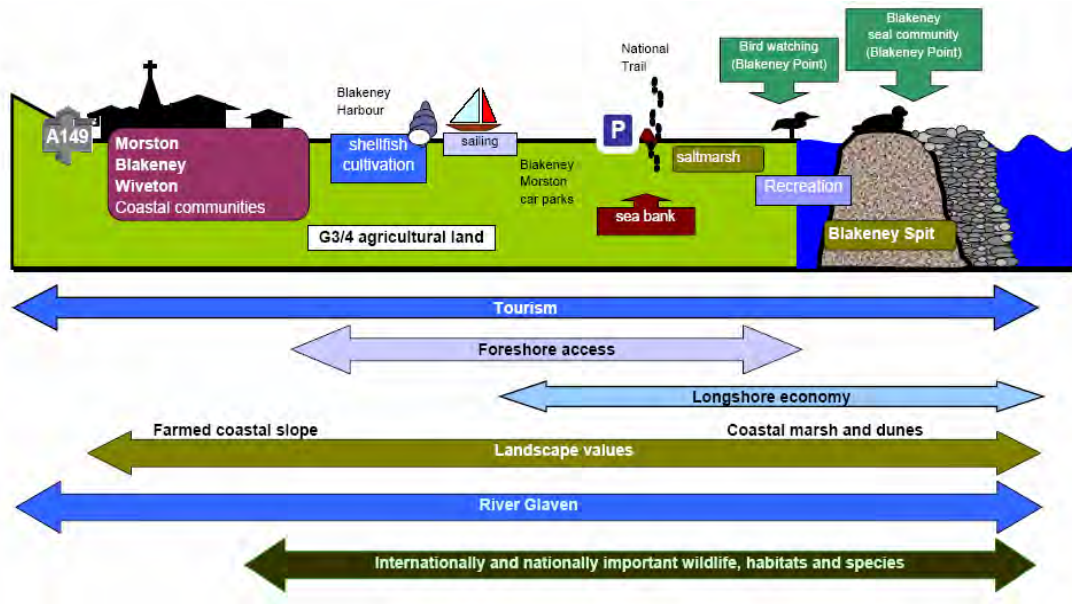 Blakeney
seal community
(Blakeney Point)
Bird watching
(Blakeney Point)
National
Trail
Blakeney
Harbour
A149
Morston
Blakeney
Wiveton
Coastal communities
shellfish
cultivation
sailing
P
Blakeney
Morston
car parks
saltmarsh
Recreation
sea bank
G3/4 agricultural land
Blakeney Spit
Tourism
Foreshore access
Longshore economy
Farmed coastal slope
Coastal marsh and dunes
Landscape values
River Glaven
Internationally and nationally important wildlife, habitats and species